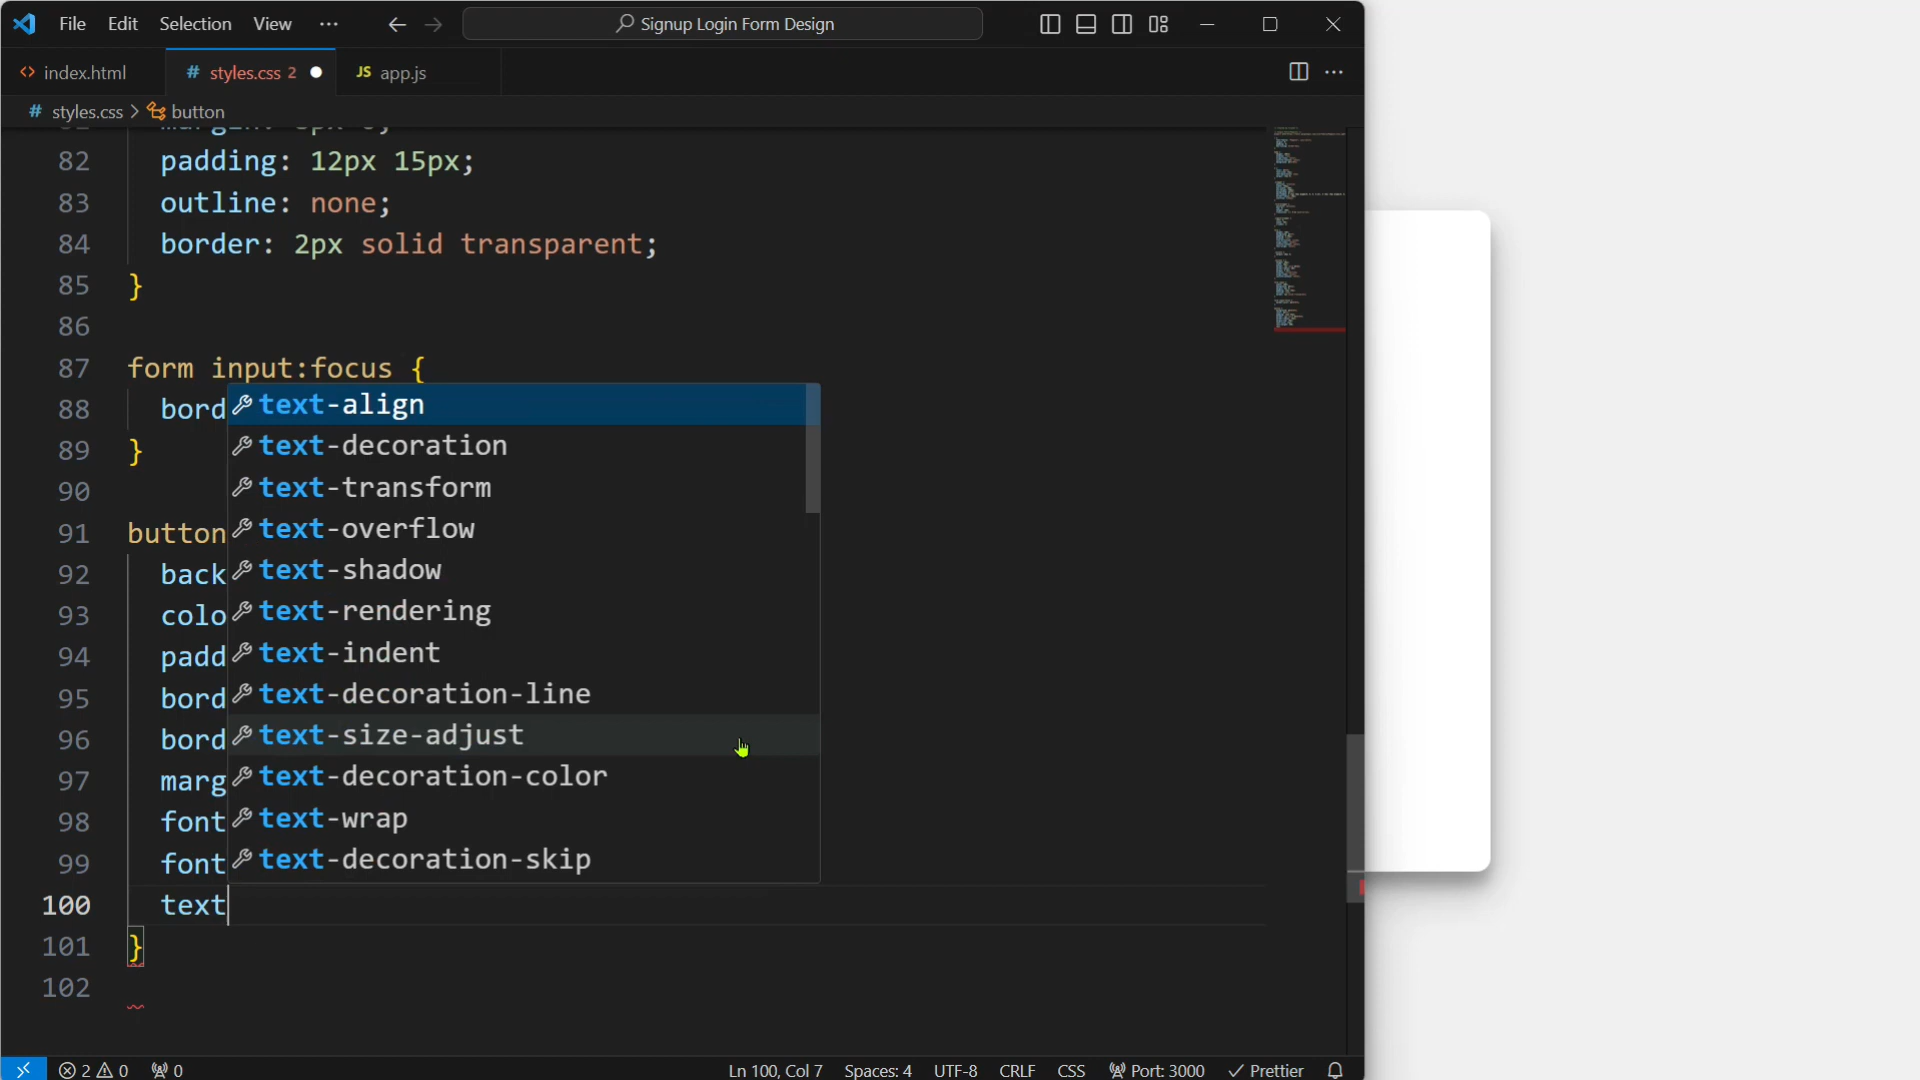 File Edit Selection View ··· Signup Login Form Design
index.html # styles.css 2 JS app.js
# styles.css > button
82 padding: 12px 15px;
83 outline: none;
84 border: 2px solid transparent;
85 }
86
87 form input:focus {
88 bord text-align
89 } text-decoration
90 text-transform
91 button text-overflow
92 back text-shadow
93 colo text-rendering
94 padd text-indent
95 bord text-decoration-line
96 bord text-size-adjust
97 marg text-decoration-color
98 font text-wrap
99 font text-decoration-skip
100 text
101 }
102
2 0 0 Ln 100, Col 7 Spaces: 4 UTF-8 CRLF CSS Port: 3000 Prettier